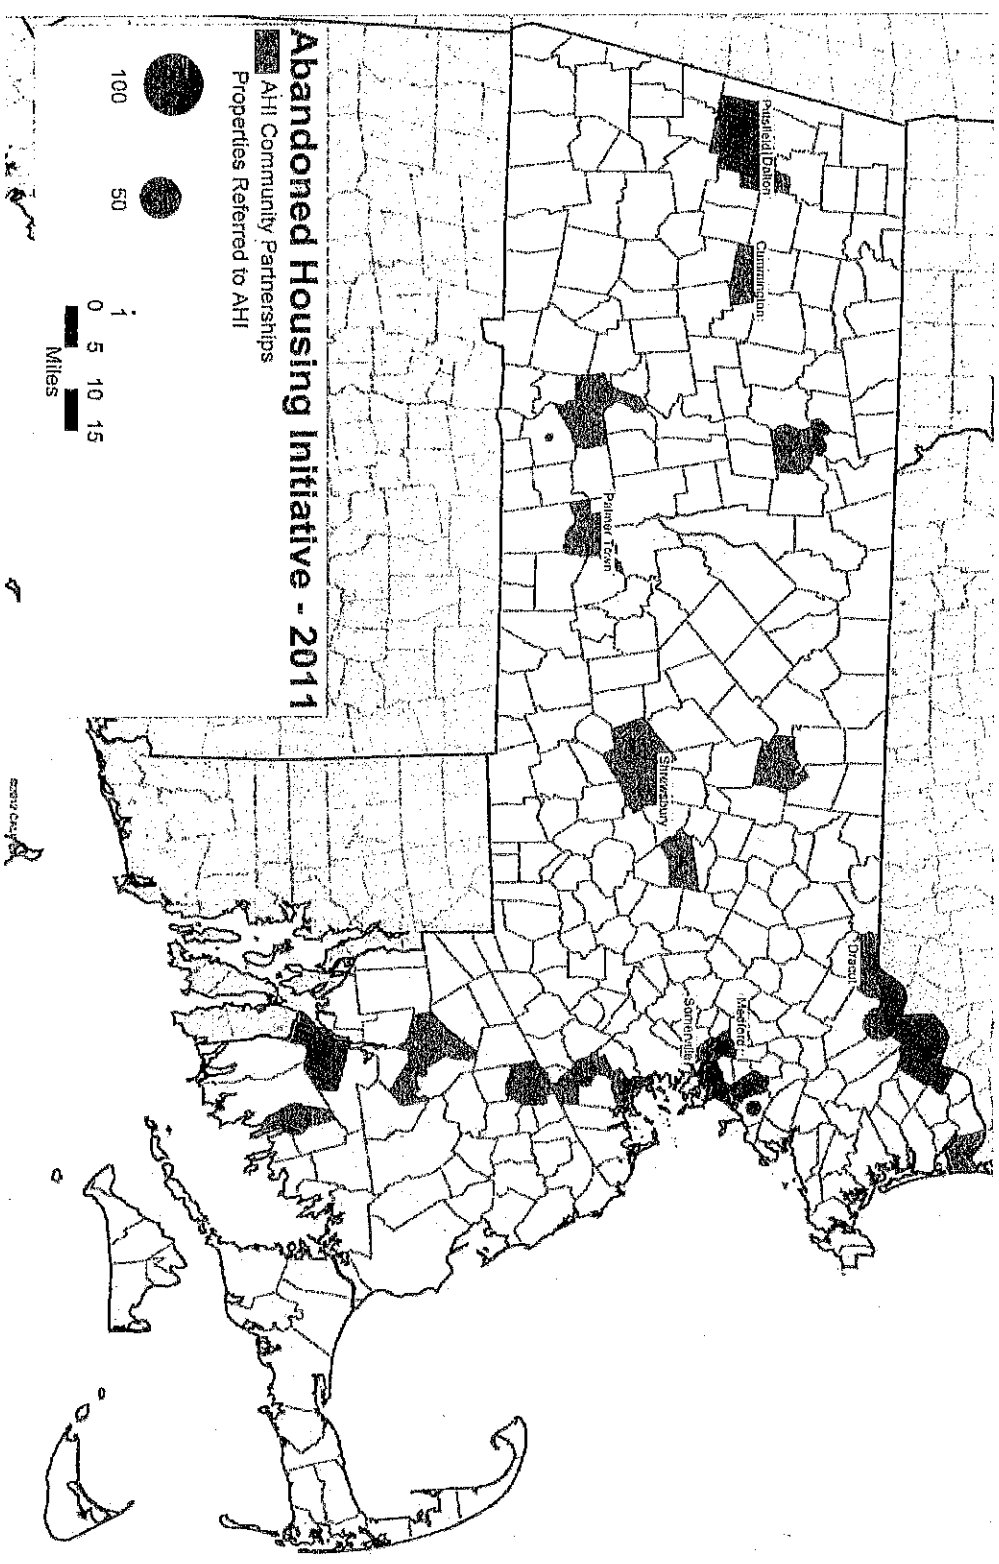 Pittsfield Dalton
Cummington
Palmer Town
Shrewsbury
Dracut
Medford
Somerville
Abandoned Housing Initiative - 2011
AHI Community Partnerships
Properties Referred to AHI
100
50
1
0 5 10 15
Miles